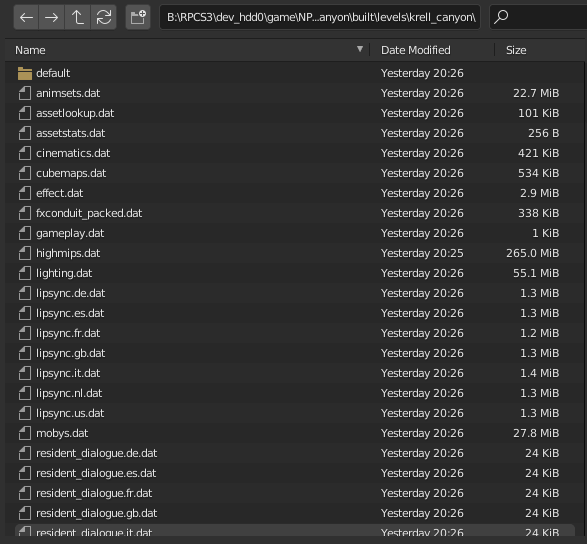 B:\RPCS3\dev_hdd0\game\NP...anyon\built\levels\krell_canyon\
Name Date Modified Size
default Yesterday 20:26
animsets.dat Yesterday 20:26 22.7 MiB
assetlookup.dat Yesterday 20:26 101 KiB
assetstats.dat Yesterday 20:26 256 B
cinematics.dat Yesterday 20:26 421 KiB
cubemaps.dat Yesterday 20:26 534 KiB
effect.dat Yesterday 20:26 2.9 MiB
fxconduit_packed.dat Yesterday 20:26 338 KiB
gameplay.dat Yesterday 20:26 1 KiB
highmips.dat Yesterday 20:25 265.0 MiB
lighting.dat Yesterday 20:26 55.1 MiB
lipsync.de.dat Yesterday 20:26 1.3 MiB
lipsync.es.dat Yesterday 20:26 1.3 MiB
lipsync.fr.dat Yesterday 20:26 1.2 MiB
lipsync.gb.dat Yesterday 20:26 1.3 MiB
lipsync.it.dat Yesterday 20:26 1.4 MiB
lipsync.nl.dat Yesterday 20:26 1.3 MiB
lipsync.us.dat Yesterday 20:26 1.3 MiB
mobys.dat Yesterday 20:26 27.8 MiB
resident_dialogue.de.dat Yesterday 20:26 24 KiB
resident_dialogue.es.dat Yesterday 20:26 24 KiB
resident_dialogue.fr.dat Yesterday 20:26 24 KiB
resident_dialogue.gb.dat Yesterday 20:26 24 KiB
resident_dialogue.it.dat Yesterday 20:26 24 KiB